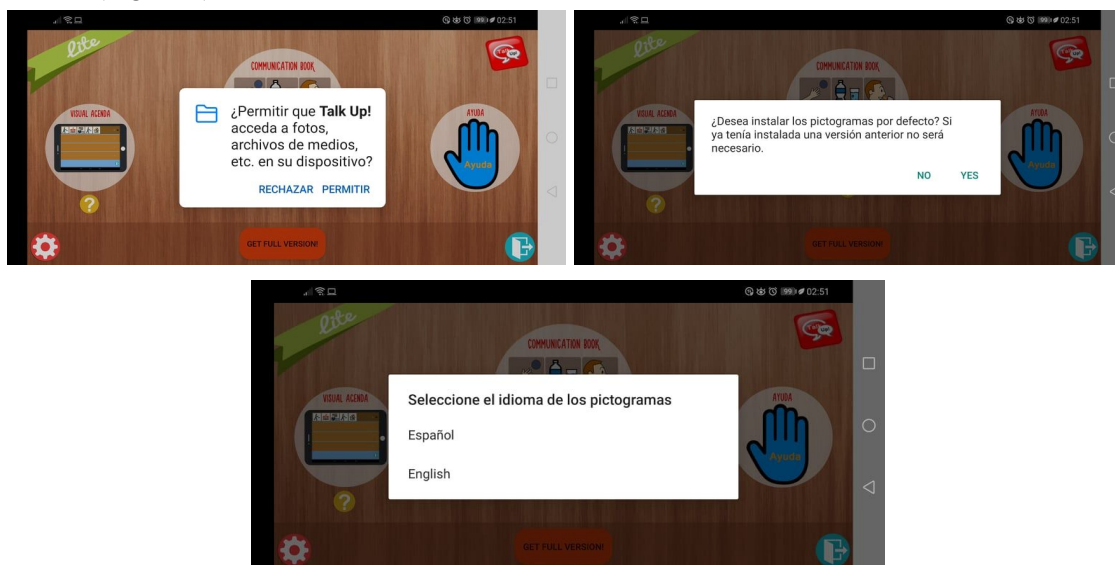 99 02:51
lite
COMMUNICATION BOOK
VISUAL AGENDA
AYUDA
Ayuda
¿Permitir que Talk Up!
acceda a fotos,
archivos de medios,
etc. en su dispositivo?
RECHAZAR PERMITIR
?
GET FULL VERSION!
99 02:51
lite
COMMUNICATION BOOK
VISUAL AGENDA
AYUDA
Ayuda
¿Desea instalar los pictogramas por defecto? Si
ya tenía instalada una versión anterior no será
necesario.
NO YES
?
GET FULL VERSION!
99 02:51
lite
COMMUNICATION BOOK
VISUAL AGENDA
AYUDA
Ayuda
Seleccione el idioma de los pictogramas
Español
English
?
GET FULL VERSION!